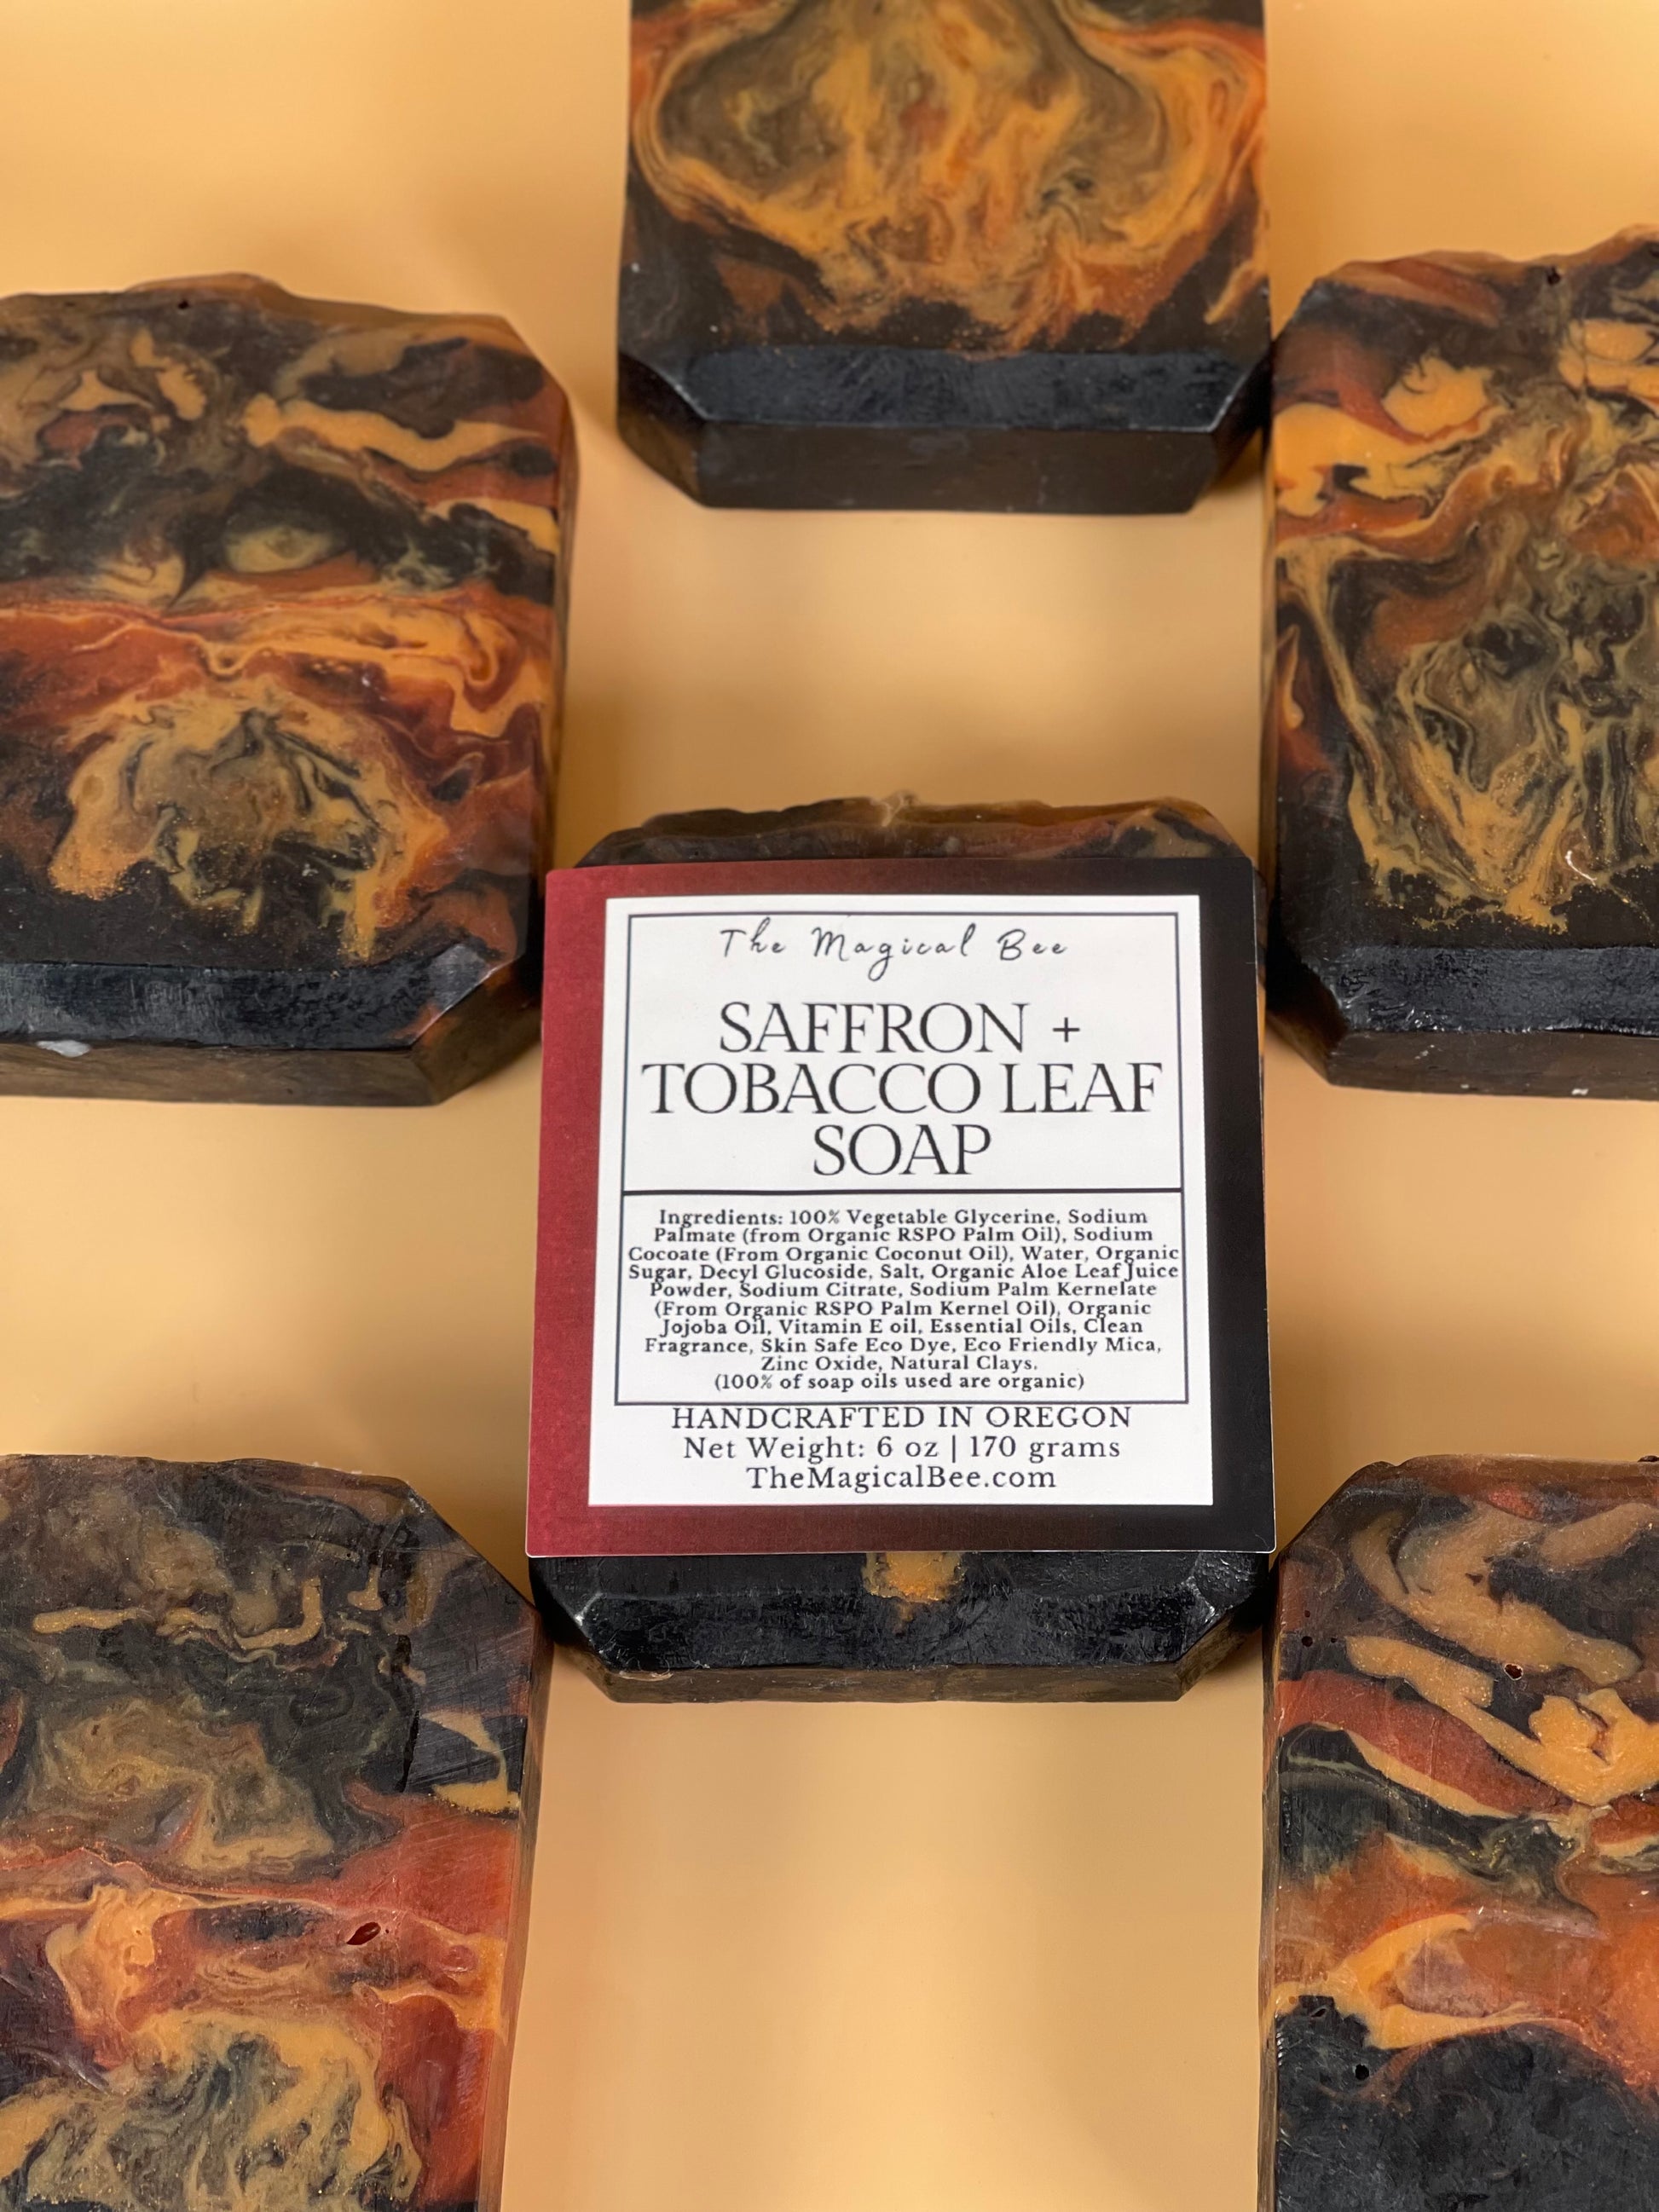 The Magical Bee
SAFFRON +
TOBACCO LEAF
SOAP
Ingredients: 100% Vegetable Glycerine, Sodium
Palmate (from Organic RSPO Palm Oil), Sodium
Cocoate (From Organic Coconut Oil), Water, Organic
Sugar, Decyl Glucoside, Salt, Organic Aloe Leaf Juice
Powder, Sodium Citrate, Sodium Palm Kernelate
(From Organic RSPO Palm Kernel Oil), Organic
Jojoba Oil, Vitamin E oil, Essential Oils, Clean
Fragrance, Skin Safe Eco Dye, Eco Friendly Mica,
Zinc Oxide, Natural Clays.
(100% of soap oils used are organic)
HANDCRAFTED IN OREGON
Net Weight: 6 oz | 170 grams
TheMagicalBee.com